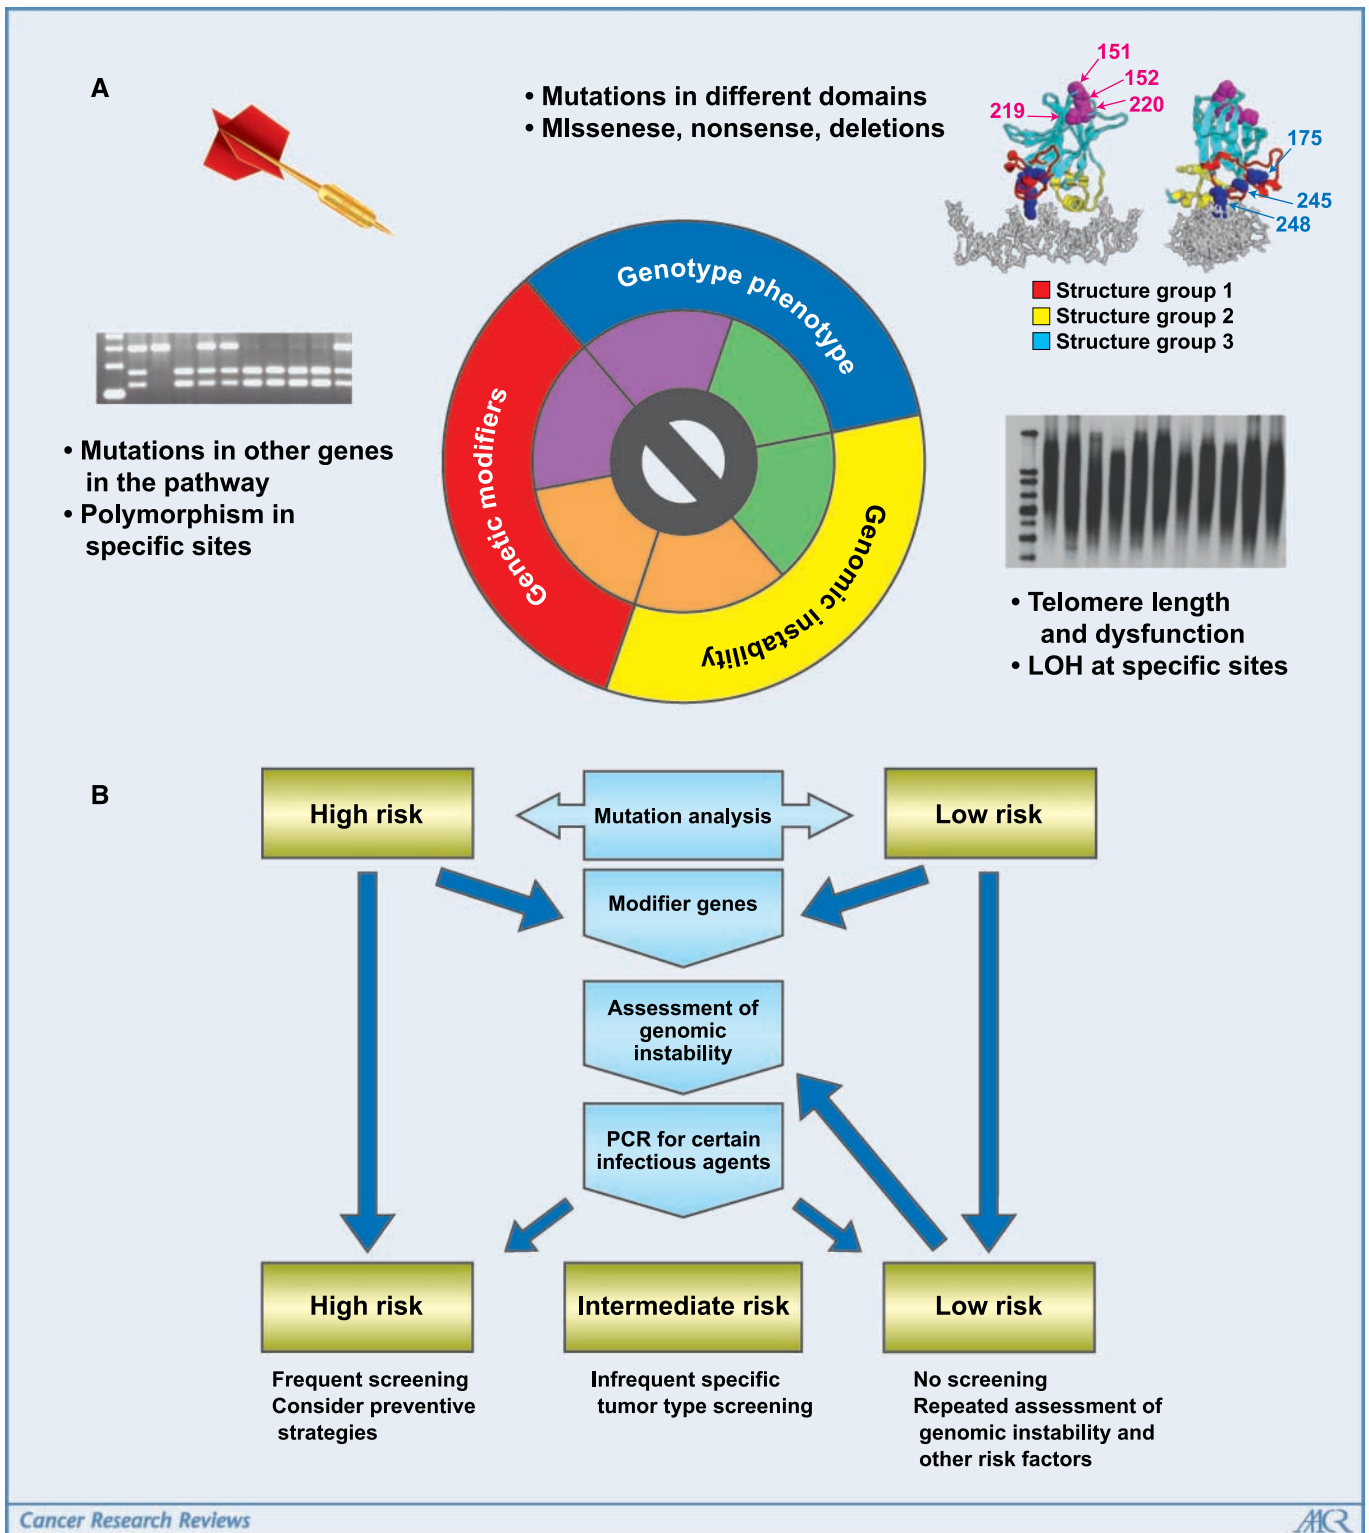 A
• Mutations in different domains
• MIssenese, nonsense, deletions
151
152
219
220
175
245
248
Structure group 1
Structure group 2
Structure group 3
Genotype phenotype
Genetic modifiers
Genomic instability
• Mutations in other genes
in the pathway
• Polymorphism in
specific sites
• Telomere length
and dysfunction
• LOH at specific sites
B
High risk
Mutation analysis
Low risk
Modifier genes
Assessment of
genomic
instability
PCR for certain
infectious agents
High risk
Intermediate risk
Low risk
Frequent screening
Consider preventive
strategies
Infrequent specific
tumor type screening
No screening
Repeated assessment of
genomic instability and
other risk factors
Cancer Research Reviews
AACR